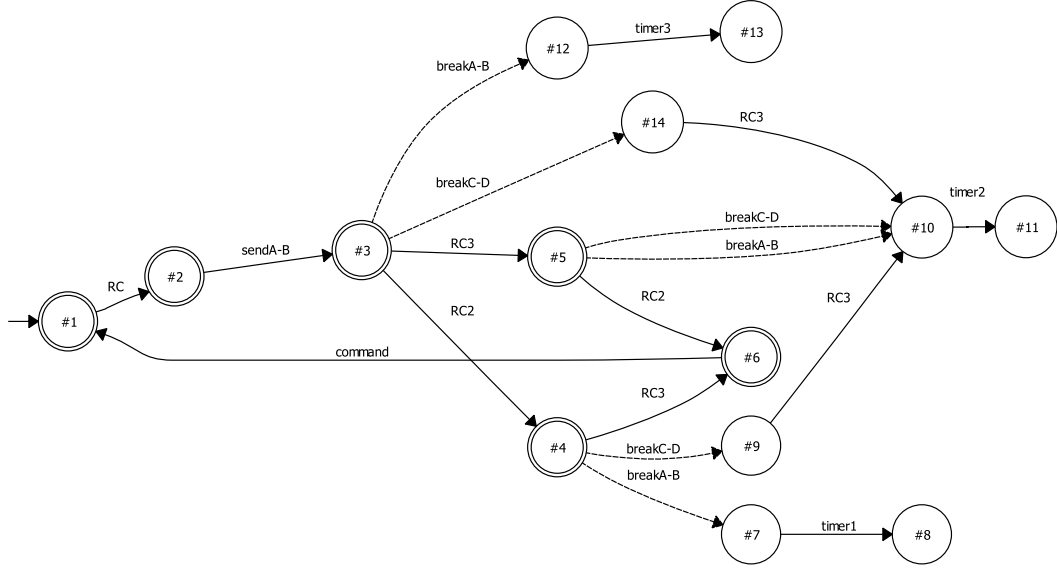 timer3
#12
#13
breakA-B
#14
RC3
breakC-D
timer2
breakC-D
#10
#11
sendA-B
#3
RC3
#5
breakA-B
#2
RC
RC2
RC3
#1
RC2
command
#6
RC3
#4
breakC-D
#9
breakA-B
#7
timer1
#8